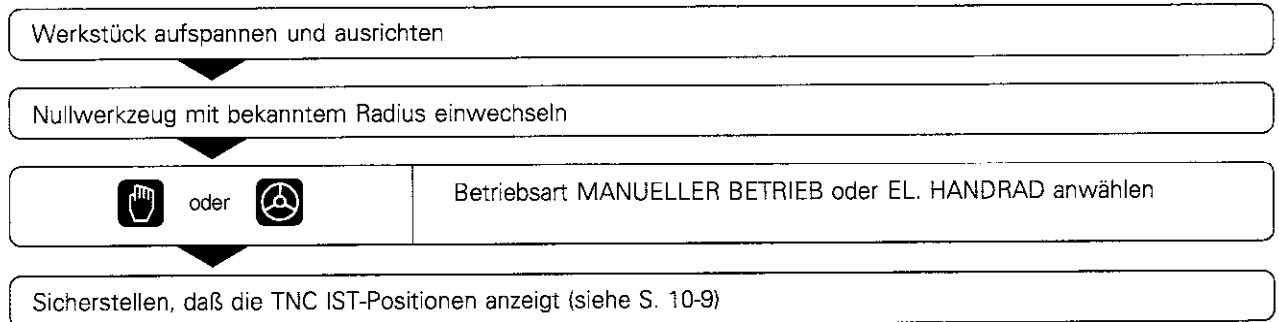 Werkstück aufspannen und ausrichten
Nullwerkzeug mit bekanntem Radius einwechseln
oder
Betriebsart MANUELLER BETRIEB oder EL. HANDRAD anwählen
Sicherstellen, daß die TNC IST-Positionen anzeigt (siehe S. 10-9)